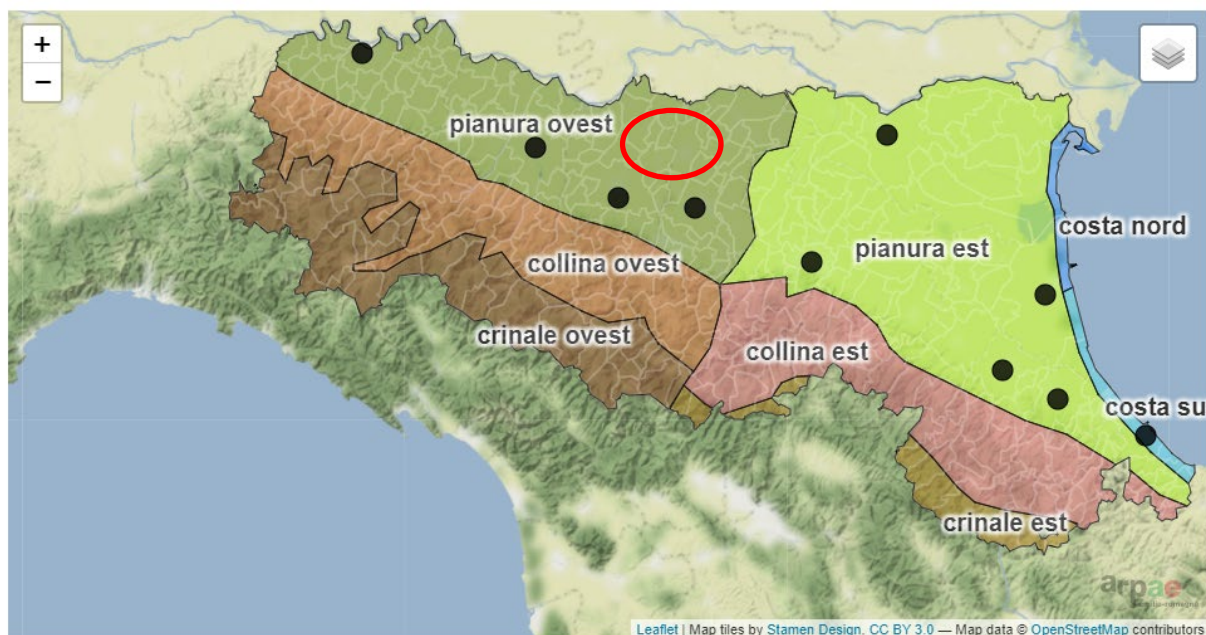 +
−
pianura ovest
costa nord
pianura est
collina ovest
crinale ovest
collina est
costa su
crinale est
arpae
Leaflet | Map tiles by Stamen Design, CC BY 3.0 — Map data © OpenStreetMap contributors